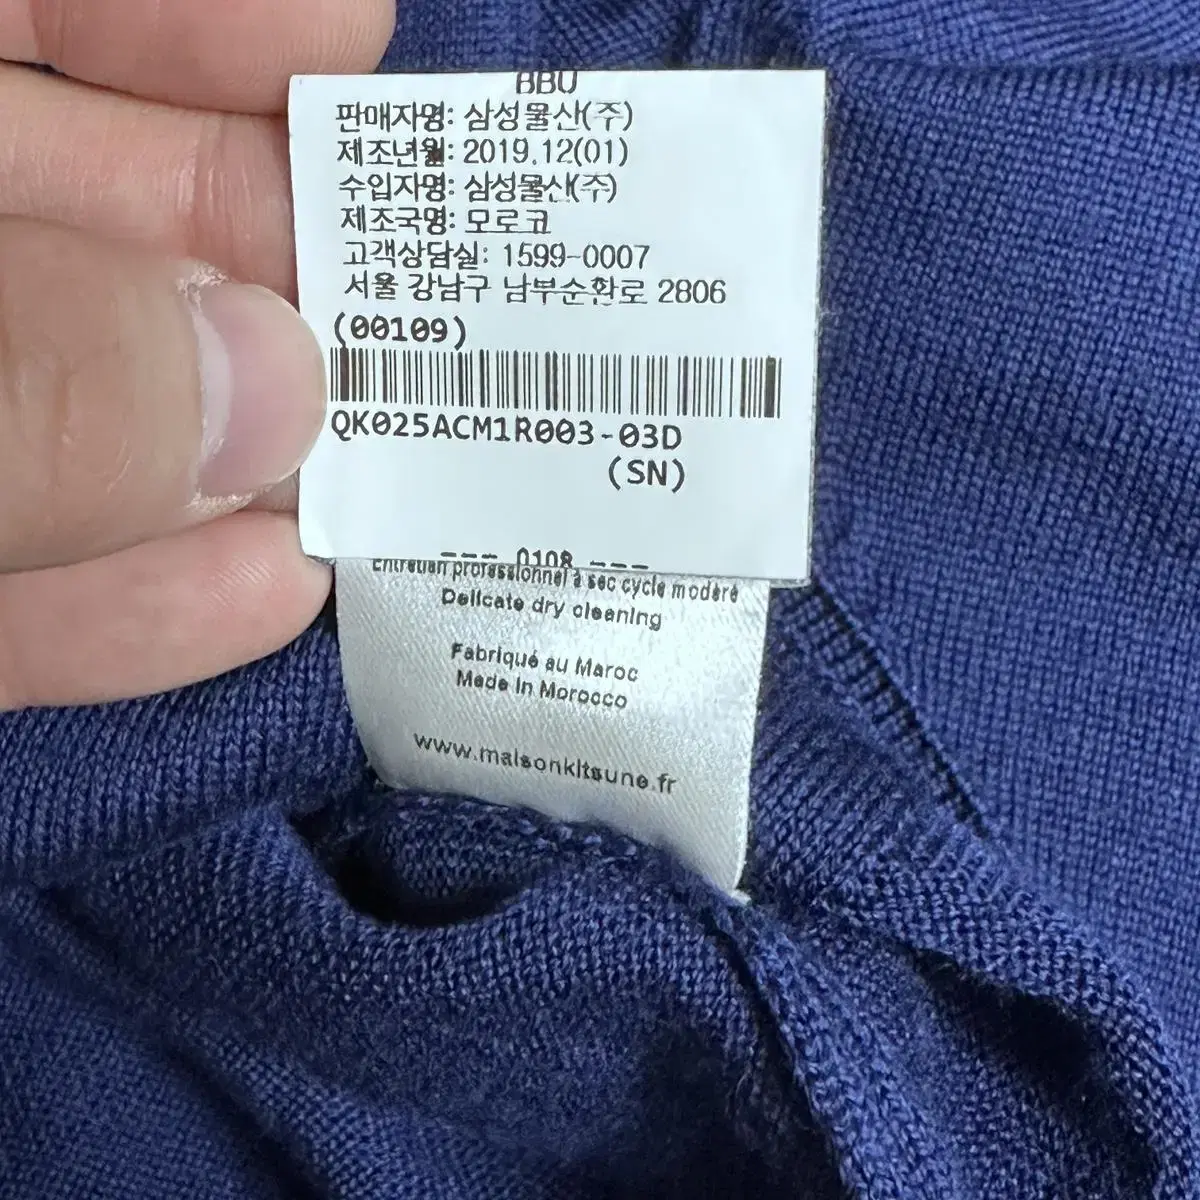 BBU
판매자명: 삼성물산(주)
제조년월: 2019.12(01)
수입자명: 삼성물산(주)
제조국명: 모로코
고객상담실: 1599-0007
서울 강남구 남부순환로 2806
(00109)
QK025ACM1R003-03D
(SN)
--- 0108 ---
Entretien professionnel à sec cycle modéré
Delicate dry cleaning
Fabriqué au Maroc
Made In Morocco
www.maisonkitsune.fr